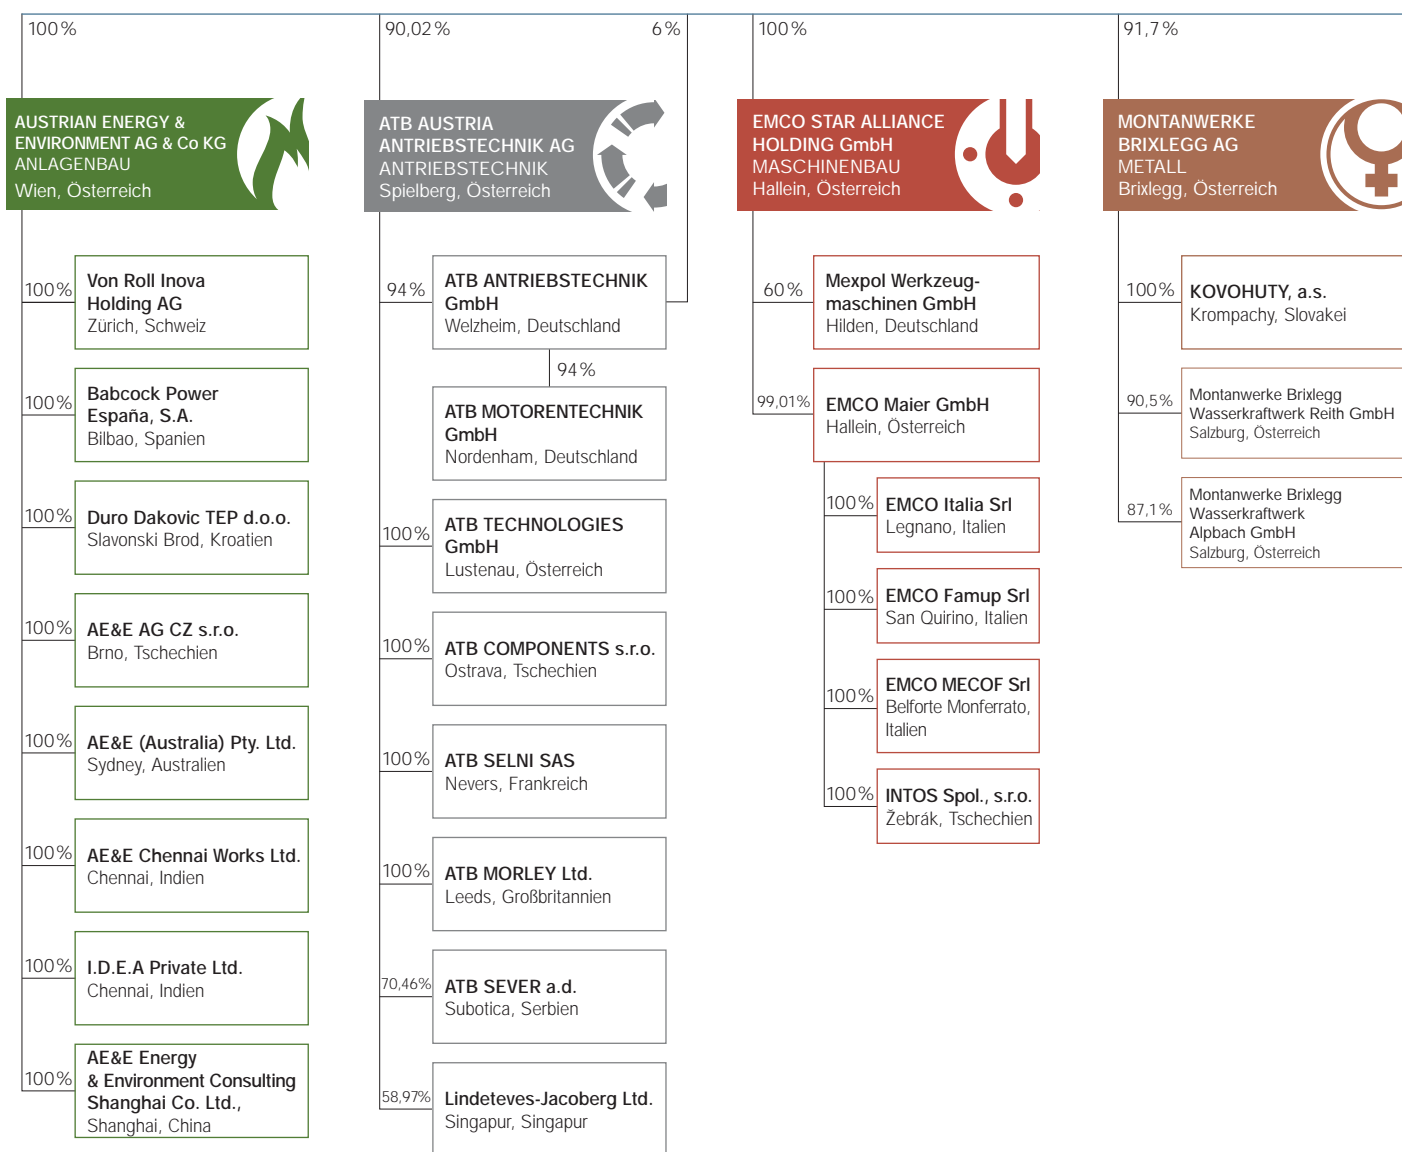 100%
90,02%
6%
100%
91,7%
AUSTRIAN ENERGY &
ENVIRONMENT AG & Co KG
ANLAGENBAU
Wien, Österreich
100%
Von Roll Inova
Holding AG
Zürich, Schweiz
100%
Babcock Power
España, S.A.
Bilbao, Spanien
100%
Duro Dakovic TEP d.o.o.
Slavonski Brod, Kroatien
100%
AE&E AG CZ s.r.o.
Brno, Tschechien
100%
AE&E (Australia) Pty. Ltd.
Sydney, Australien
100%
AE&E Chennai Works Ltd.
Chennai, Indien
100%
I.D.E.A Private Ltd.
Chennai, Indien
100%
AE&E Energy
& Environment Consulting
Shanghai Co. Ltd.,
Shanghai, China
ATB AUSTRIA
ANTRIEBSTECHNIK AG
ANTRIEBSTECHNIK
Spielberg, Österreich
94%
ATB ANTRIEBSTECHNIK
GmbH
Welzheim, Deutschland
94%
ATB MOTORENTECHNIK
GmbH
Nordenham, Deutschland
100%
ATB TECHNOLOGIES
GmbH
Lustenau, Österreich
100%
ATB COMPONENTS s.r.o.
Ostrava, Tschechien
100%
ATB SELNI SAS
Nevers, Frankreich
100%
ATB MORLEY Ltd.
Leeds, Großbritannien
70,46%
ATB SEVER a.d.
Subotica, Serbien
58,97%
Lindeteves-Jacoberg Ltd.
Singapur, Singapur
EMCO STAR ALLIANCE
HOLDING GmbH
MASCHINENBAU
Hallein, Österreich
60%
Mexpol Werkzeug-
maschinen GmbH
Hilden, Deutschland
99,01%
EMCO Maier GmbH
Hallein, Österreich
100%
EMCO Italia Srl
Legnano, Italien
100%
EMCO Famup Srl
San Quirino, Italien
100%
EMCO MECOF Srl
Belforte Monferrato,
Italien
100%
INTOS Spol., s.r.o.
Žebrák, Tschechien
MONTANWERKE
BRIXLEGG AG
METALL
Brixlegg, Österreich
100%
KOVOHUTY, a.s.
Krompachy, Slovakei
90,5%
Montanwerke Brixlegg
Wasserkraftwerk Reith GmbH
Salzburg, Österreich
87,1%
Montanwerke Brixlegg
Wasserkraftwerk
Alpbach GmbH
Salzburg, Österreich